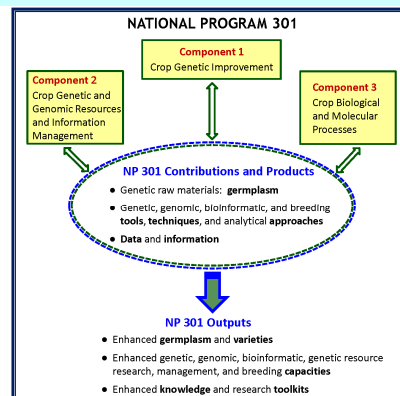 NATIONAL PROGRAM 301
Component 1
Crop Genetic Improvement
Component 2
Crop Genetic and
Genomic Resources
and Information
Management
Component 3
Crop Biological
and Molecular
Processes
NP 301 Contributions and Products
● Genetic raw materials: germplasm
● Genetic, genomic, bioinformatic, and breeding
tools, techniques, and analytical approaches
● Data and information
NP 301 Outputs
● Enhanced germplasm and varieties
● Enhanced genetic, genomic, bioinformatic, genetic resource
research, management, and breeding capacities
● Enhanced knowledge and research toolkits